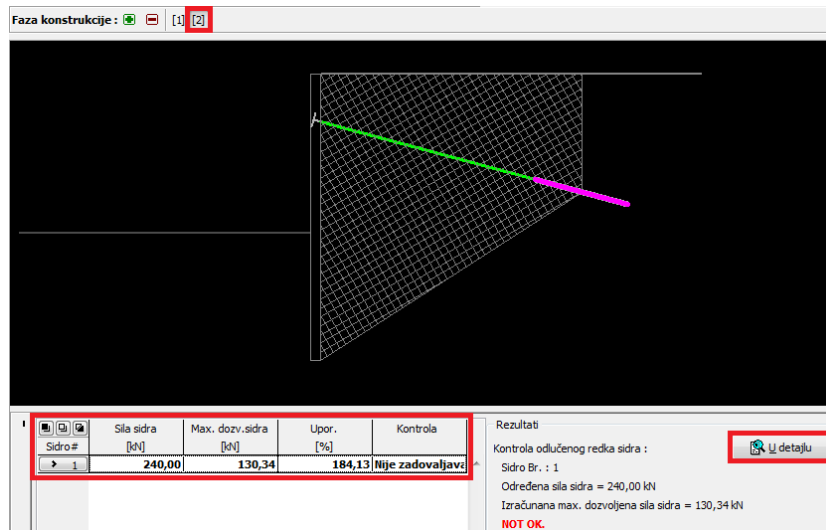 Faza konstrukcije : [1] [2]
Sidro# Sila sidra [kN] Max. dozv.sidra [kN] Upor. [%] Kontrola
1 240,00 130,34 184,13 Nije zadovaljava
Rezultati
Kontrola odlučenog redka sidra :
U detajlu
Sidro Br. : 1
Određena sila sidra = 240,00 kN
Izračunana max. dozvoljena sila sidra = 130,34 kN
NOT OK.